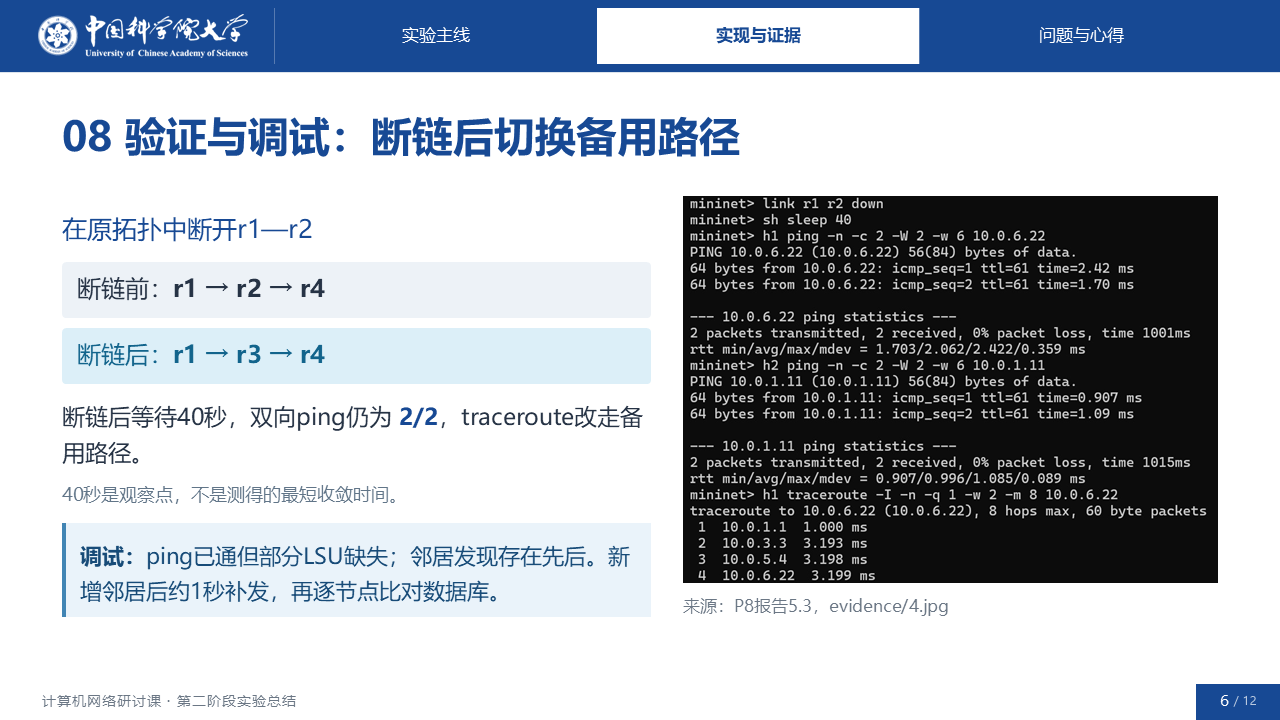 中国科学院大学
University of Chinese Academy of Sciences
实验主线
实现与证据
问题与心得
08 验证与调试：断链后切换备用路径
在原拓扑中断开r1—r2
断链前：r1 → r2 → r4
断链后：r1 → r3 → r4
断链后等待40秒，双向ping仍为 2/2，traceroute改走备
用路径。
40秒是观察点，不是测得的最短收敛时间。
调试：ping已通但部分LSU缺失；邻居发现存在先后。新
增邻居后约1秒补发，再逐节点比对数据库。
mininet> link r1 r2 down
mininet> sh sleep 40
mininet> h1 ping -n -c 2 -W 2 -w 6 10.0.6.22
PING 10.0.6.22 (10.0.6.22) 56(84) bytes of data.
64 bytes from 10.0.6.22: icmp_seq=1 ttl=61 time=2.42 ms
64 bytes from 10.0.6.22: icmp_seq=2 ttl=61 time=1.70 ms
--- 10.0.6.22 ping statistics ---
2 packets transmitted, 2 received, 0% packet loss, time 1001ms
rtt min/avg/max/mdev = 1.703/2.062/2.422/0.359 ms
mininet> h2 ping -n -c 2 -W 2 -w 6 10.0.1.11
PING 10.0.1.11 (10.0.1.11) 56(84) bytes of data.
64 bytes from 10.0.1.11: icmp_seq=1 ttl=61 time=0.907 ms
64 bytes from 10.0.1.11: icmp_seq=2 ttl=61 time=1.09 ms
--- 10.0.1.11 ping statistics ---
2 packets transmitted, 2 received, 0% packet loss, time 1015ms
rtt min/avg/max/mdev = 0.907/0.996/1.085/0.089 ms
mininet> h1 traceroute -I -n -q 1 -w 2 -m 8 10.0.6.22
traceroute to 10.0.6.22 (10.0.6.22), 8 hops max, 60 byte packets
1 10.0.1.1 1.000 ms
2 10.0.3.3 3.193 ms
3 10.0.5.4 3.198 ms
4 10.0.6.22 3.199 ms
来源：P8报告5.3，evidence/4.jpg
计算机网络研讨课 · 第二阶段实验总结
6 / 12